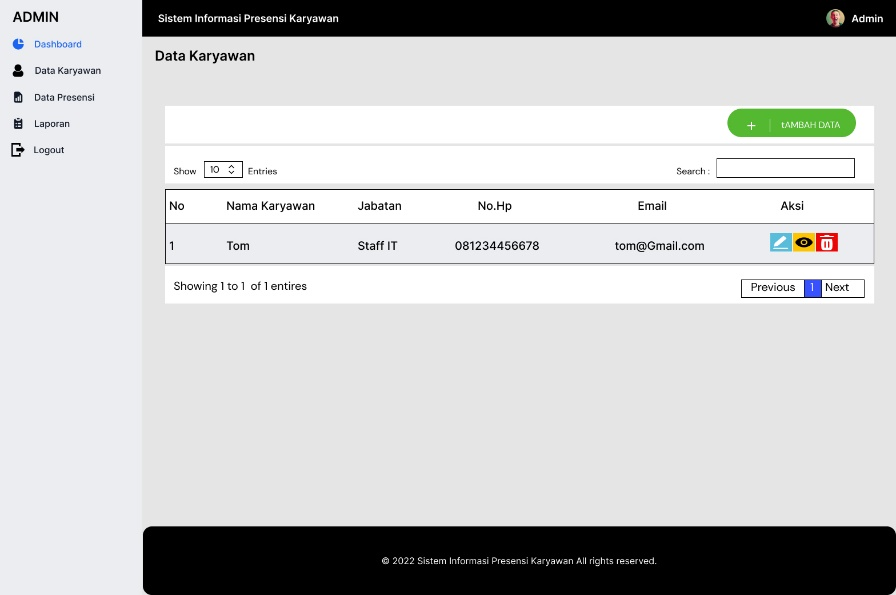 ADMIN
Sistem Informasi Presensi Karyawan
Admin
Dashboard
Data Karyawan
Data Presensi
Laporan
Logout
Data Karyawan
+ tAMBAH DATA
Show 10 Entries
Search :
No Nama Karyawan Jabatan No.Hp Email Aksi
1 Tom Staff IT 081234456678 tom@Gmail.com
Showing 1 to 1 of 1 entires
Previous 1 Next
© 2022 Sistem Informasi Presensi Karyawan All rights reserved.